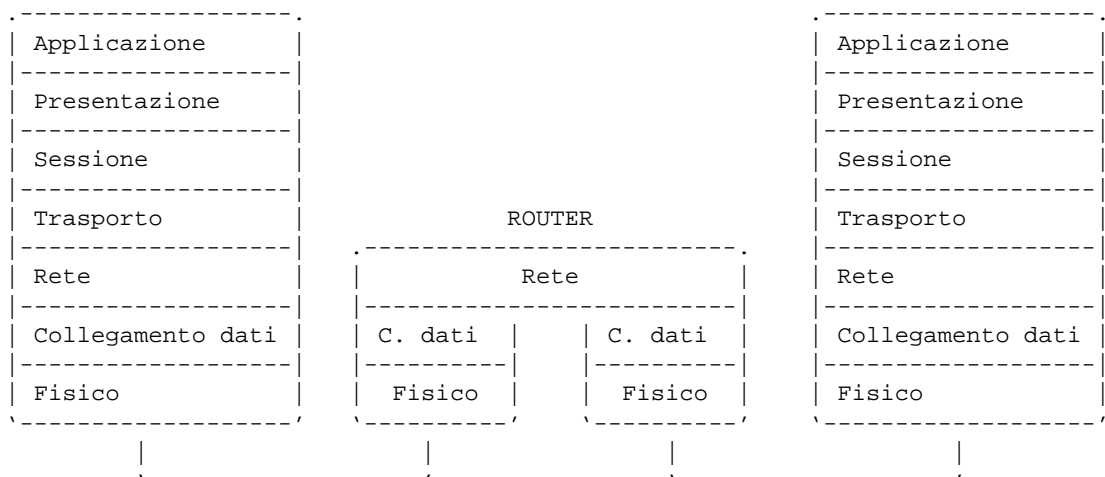 Applicazione Applicazione
Presentazione Presentazione
Sessione Sessione
Trasporto ROUTER Trasporto
Rete Rete Rete
Collegamento dati C. dati C. dati Collegamento dati
Fisico Fisico Fisico Fisico